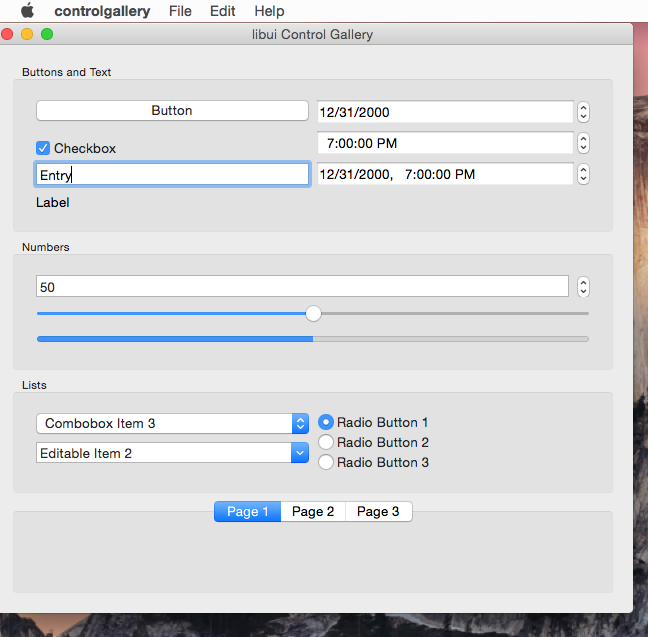 controlgallery File Edit Help
libui Control Gallery
Buttons and Text
Button
12/31/2000
Checkbox
7:00:00 PM
Entry
12/31/2000, 7:00:00 PM
Label
Numbers
50
Lists
Combobox Item 3
Radio Button 1
Radio Button 2
Editable Item 2
Radio Button 3
Page 1 Page 2 Page 3